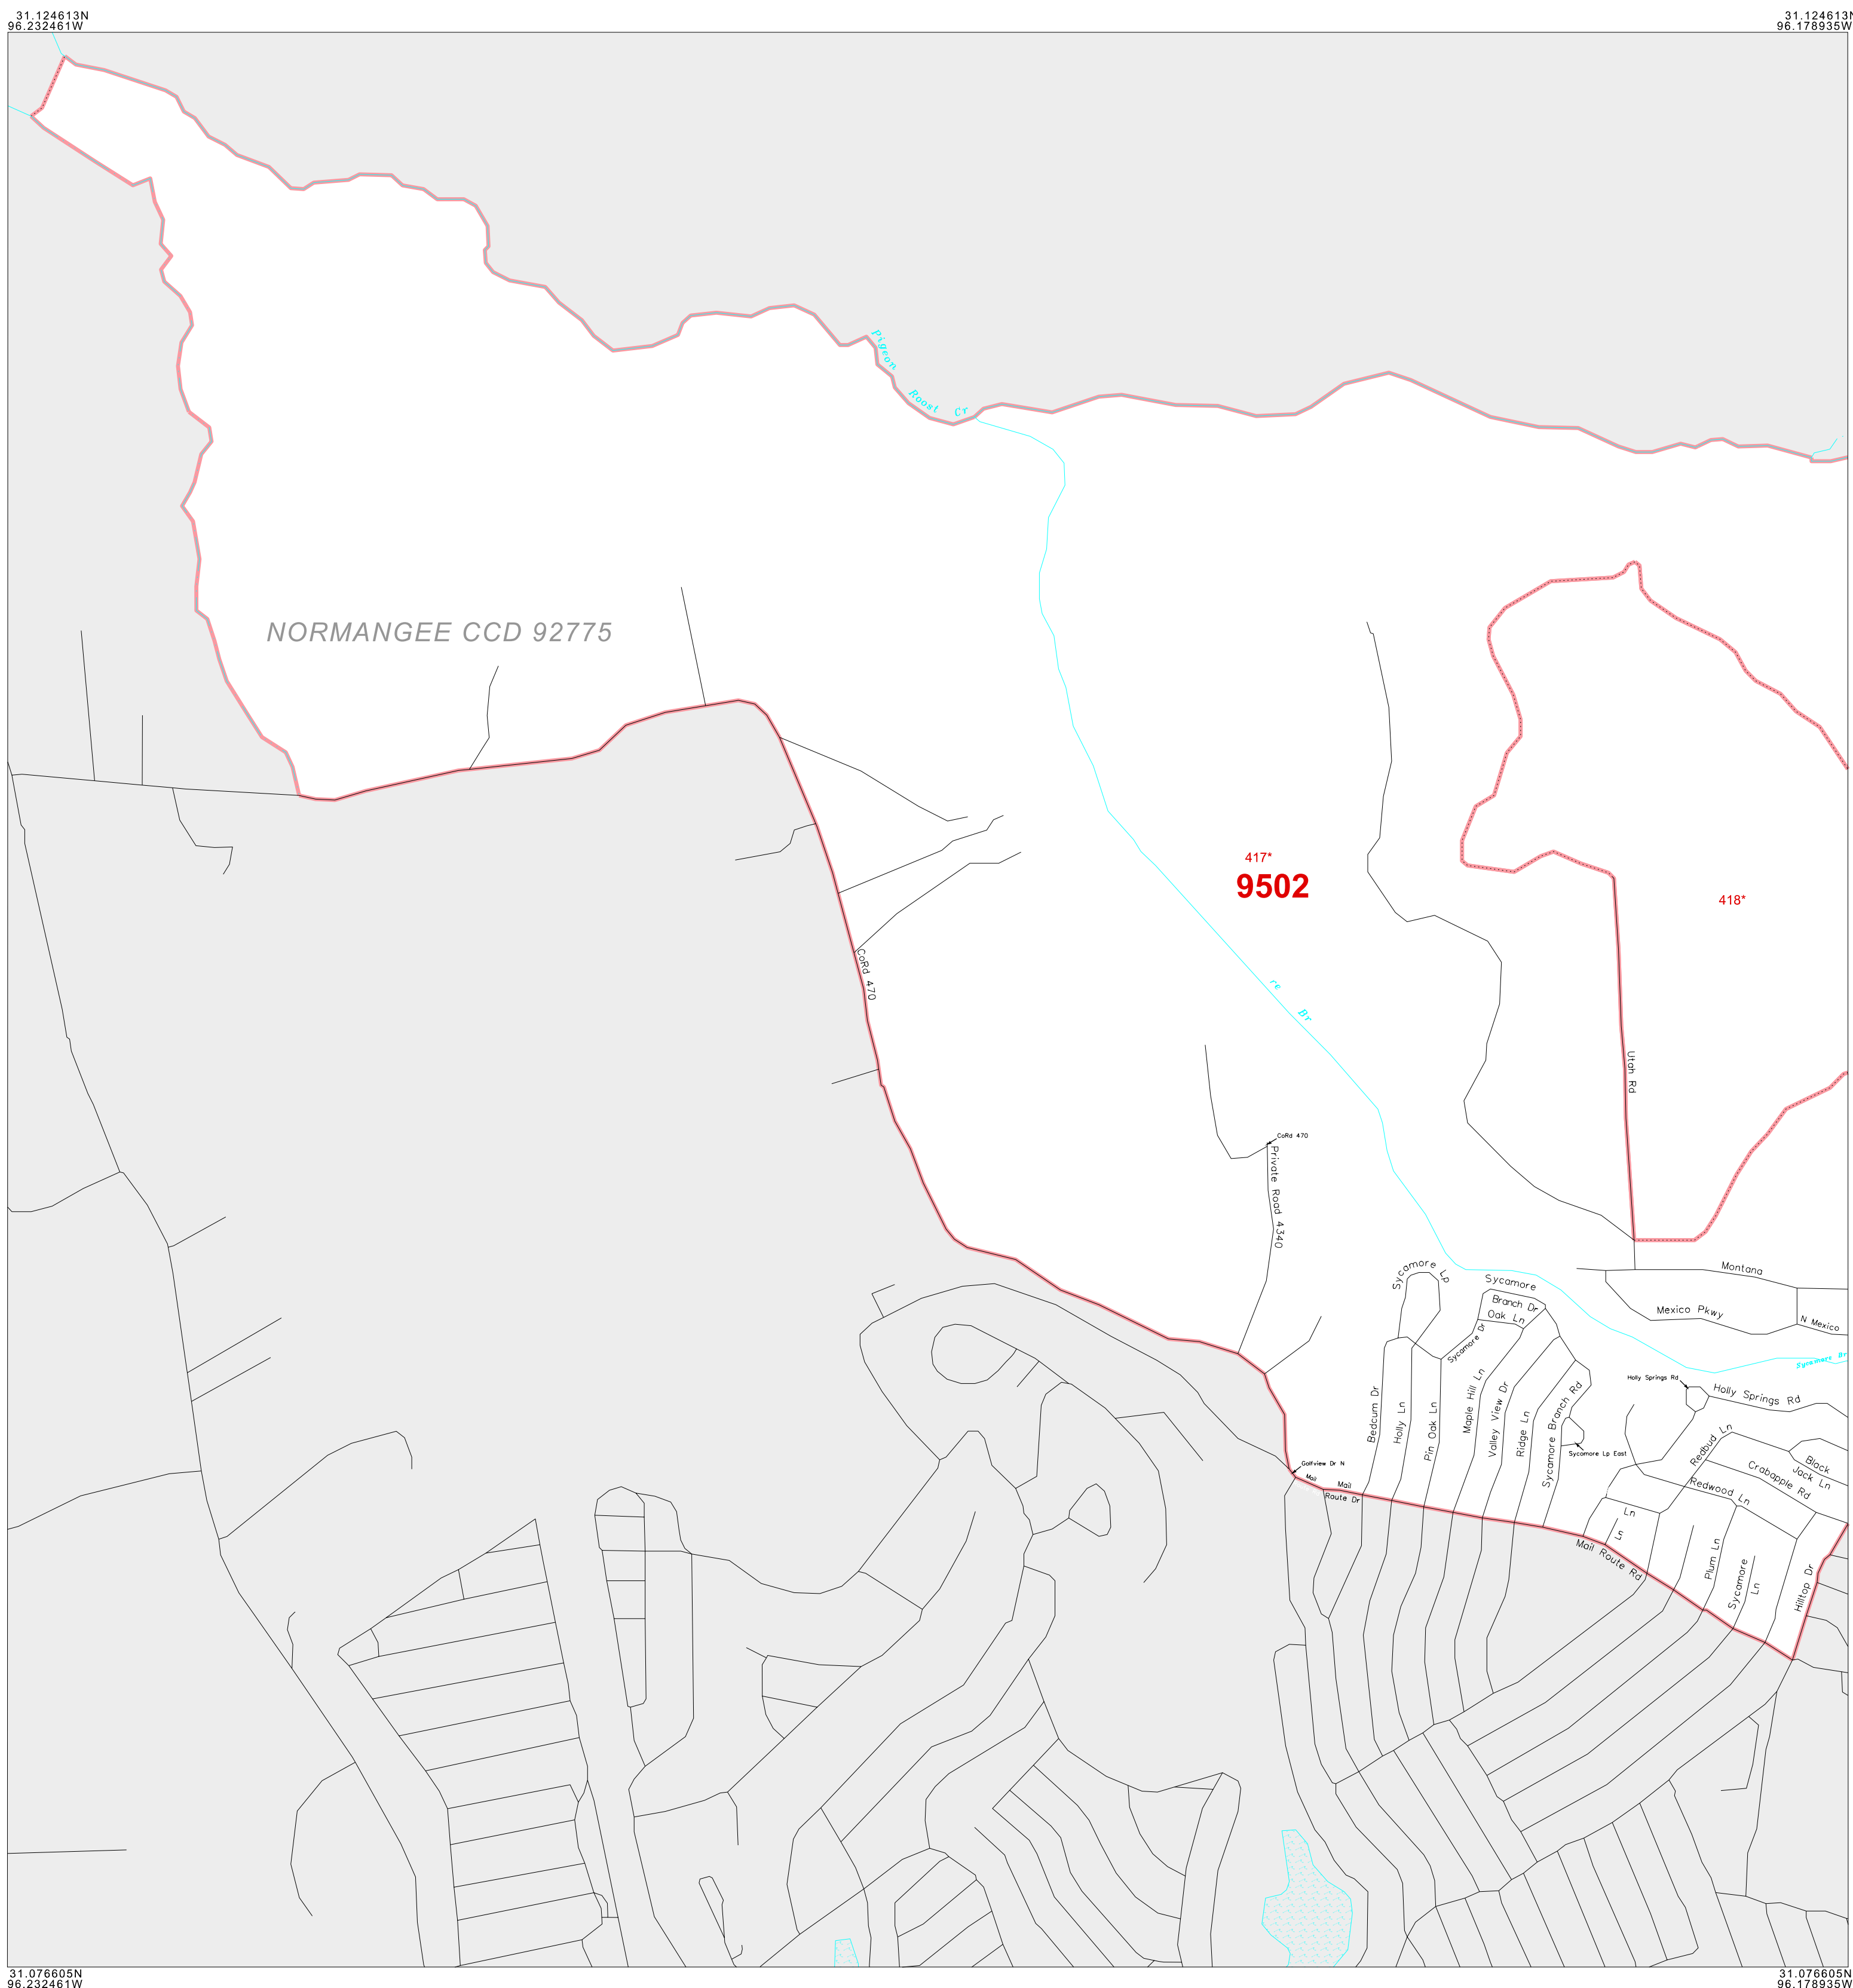 31.124613N
96.232461W
31.124613N
96.178935W
Pigeon
Roost Cr
NORMANGEE CCD 92775
417*
9502
418*
CoRd 470
Br
Utah Rd
CoRd 470
Private Road 4340
Sycamore Lp
Sycamore
Branch Dr
Oak Ln
Sycamore Dr
Montana
Mexico Pkwy
N Mexico
Sycamore Br
Bedcum Dr
Holly Ln
Pin Oak Ln
Maple Hill Ln
Valley View Dr
Ridge Ln
Sycamore Branch Rd
Sycamore Lp East
Holly Springs Rd
Holly Springs Rd
Redbud Ln
Black
Jack Ln
Crabapple Rd
Redwood Ln
Golfview Dr N
Mail
Mail
Route Dr
Ln
Ln
Mail Route Rd
Plum Ln
Sycamore
Ln
Hilltop Dr
31.076605N
96.232461W
31.076605N
96.178935W